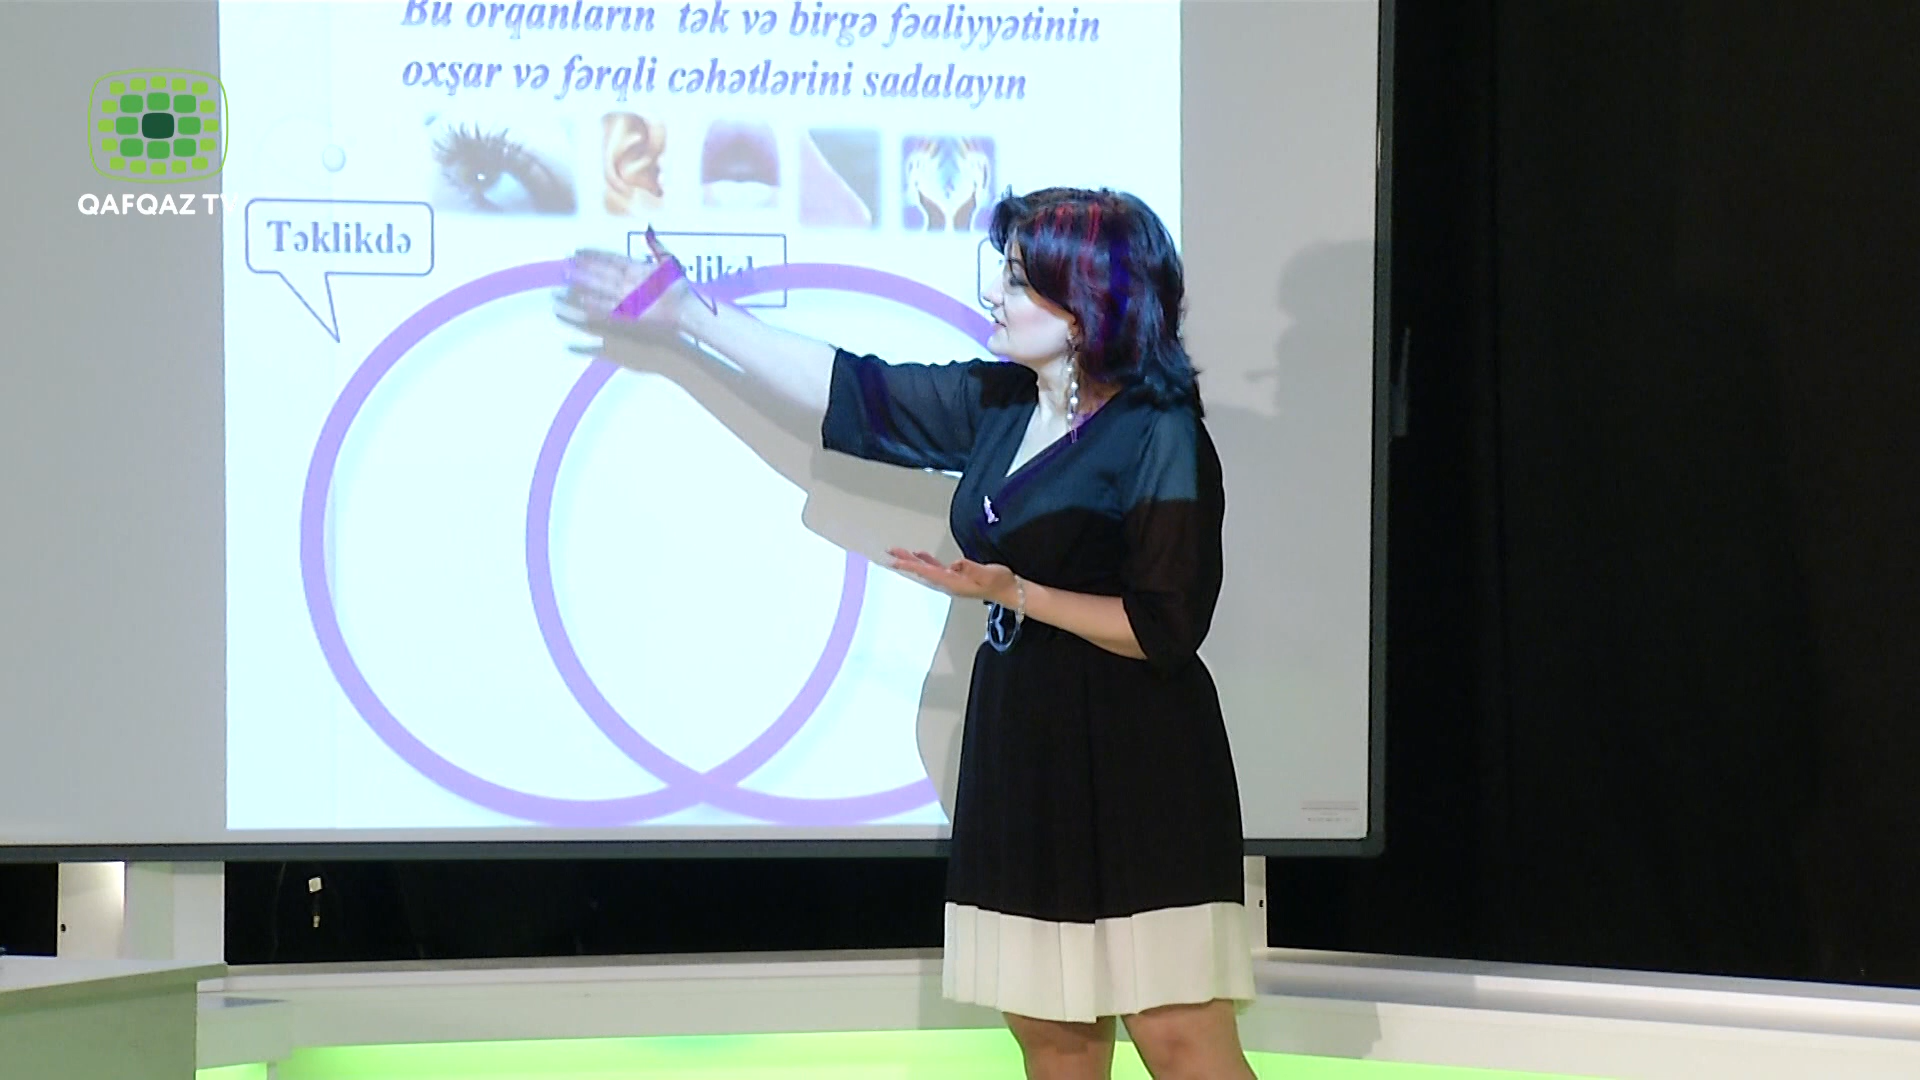 Bu orqanların tək və birgə fəaliyyətinin
oxşar və fərqli cəhətlərini sadalayın
QAFQAZ TV
Təklikdə